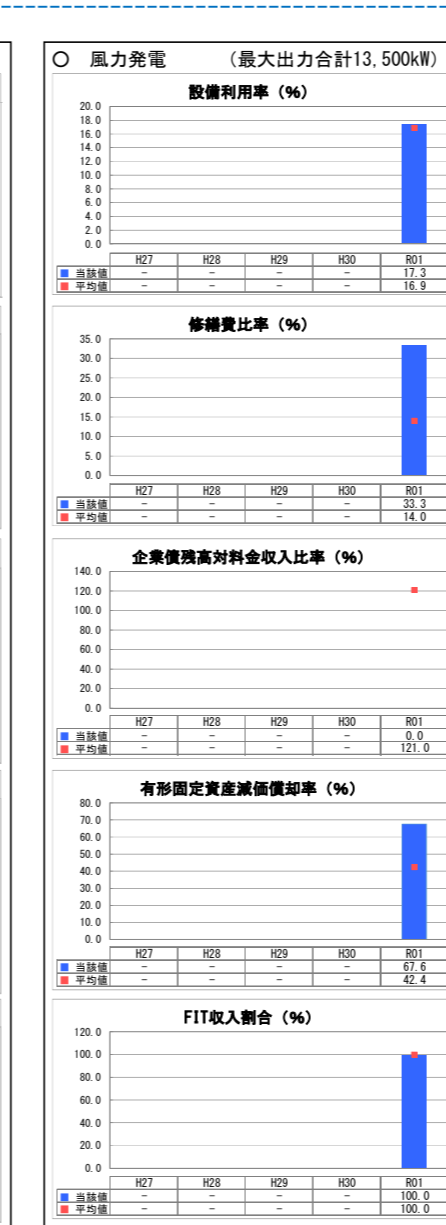 ○ 風力発電 （最大出力合計13,500kW）
設備利用率（%）
20.0
18.0
16.0
14.0
12.0
10.0
8.0
6.0
4.0
2.0
0.0
H27 H28 H29 H30 R01
当該値 － － － － 17.3
平均値 － － － － 16.9
修繕費比率（%）
35.0
30.0
25.0
20.0
15.0
10.0
5.0
0.0
H27 H28 H29 H30 R01
当該値 － － － － 33.3
平均値 － － － － 14.0
企業債残高対料金収入比率（%）
140.0
120.0
100.0
80.0
60.0
40.0
20.0
0.0
H27 H28 H29 H30 R01
当該値 － － － － 0.0
平均値 － － － － 121.0
有形固定資産減価償却率（%）
80.0
70.0
60.0
50.0
40.0
30.0
20.0
10.0
0.0
H27 H28 H29 H30 R01
当該値 － － － － 67.6
平均値 － － － － 42.4
FIT収入割合（%）
120.0
100.0
80.0
60.0
40.0
20.0
0.0
H27 H28 H29 H30 R01
当該値 － － － － 100.0
平均値 － － － － 100.0